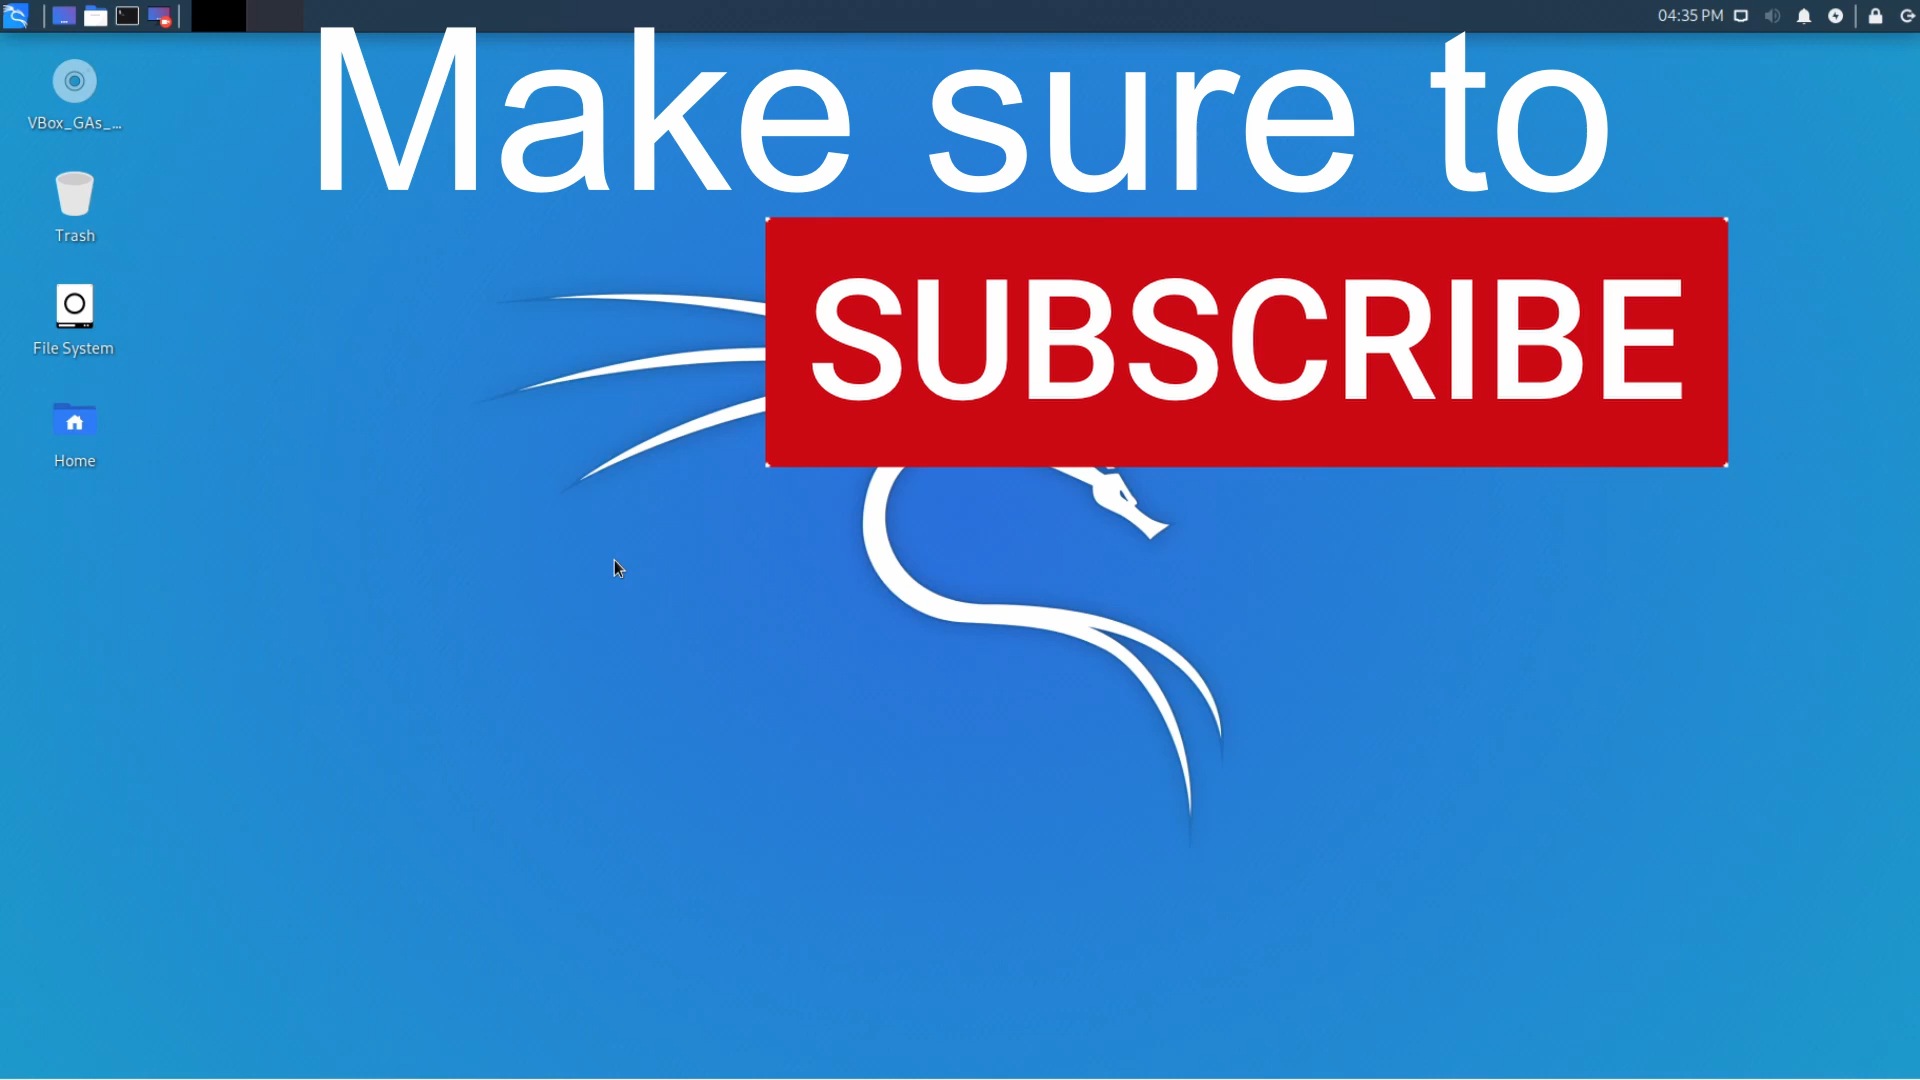 04:35 PM
Make sure to
SUBSCRIBE
VBox_GAs_...
Trash
File System
Home